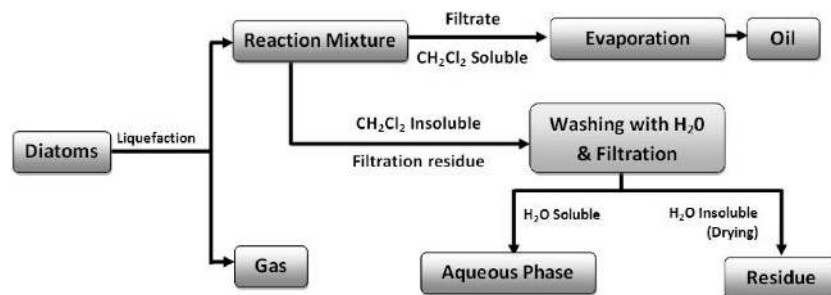 Filtrate
Reaction Mixture
Evaporation
Oil
CH₂Cl₂ Soluble
Liquefaction
Diatoms
CH₂Cl₂ Insoluble
Filtration residue
Washing with H₂0
& Filtration
H₂O Soluble
H₂O Insoluble
(Drying)
Gas
Aqueous Phase
Residue